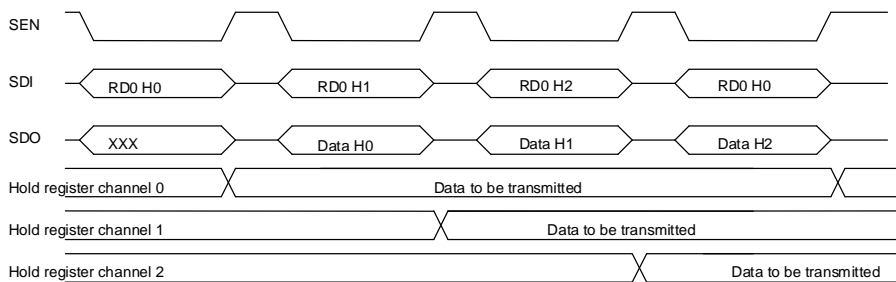 SEN
SDI RD0 H0 RD0 H1 RD0 H2 RD0 H0
SDO XXX Data H0 Data H1 Data H2
Hold register channel 0 Data to be transmitted
Hold register channel 1 Data to be transmitted
Hold register channel 2 Data to be transmitted